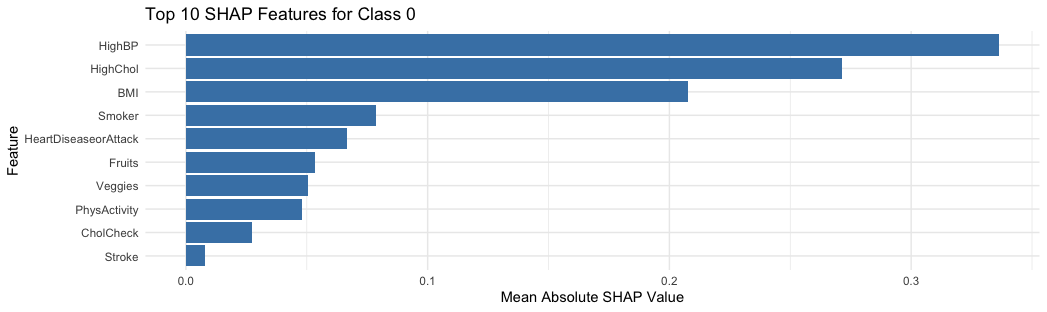 Top 10 SHAP Features for Class 0
Feature
HighBP
HighChol
BMI
Smoker
HeartDiseaseorAttack
Fruits
Veggies
PhysActivity
CholCheck
Stroke
0.0 0.1 0.2 0.3
Mean Absolute SHAP Value